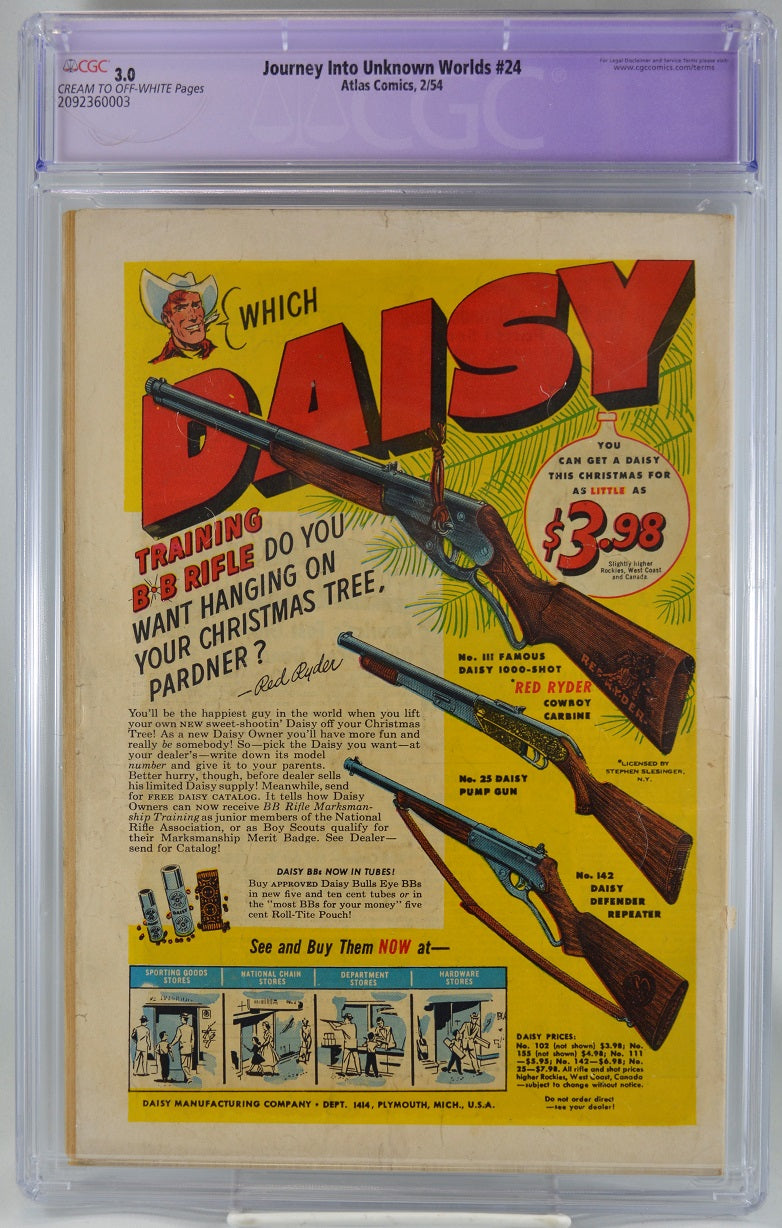 CGC 3.0
CREAM TO OFF-WHITE Pages
2092360003
Journey Into Unknown Worlds #24
Atlas Comics, 2/54
For Legal Disclaimer and Service Terms please visit:
www.cgccomics.com/terms
CGC
WHICH
DAISY
TRAINING
B·B RIFLE DO YOU
WANT HANGING ON
YOUR CHRISTMAS TREE,
PARDNER?
—Red Ryder
YOU
CAN GET A DAISY
THIS CHRISTMAS FOR
AS LITTLE AS
$3.98
Slightly higher
Rockies, West Coast
and Canada
RED RYDER
No. 111 FAMOUS
DAISY 1000-SHOT
*RED RYDER
COWBOY
CARBINE
*LICENSED BY
STEPHEN SLESINGER,
N.Y.
No. 25 DAISY
PUMP GUN
No. 142
DAISY
DEFENDER
REPEATER
You'll be the happiest guy in the world when you lift
your own NEW sweet-shootin' Daisy off your Christmas
Tree! As a new Daisy Owner you'll have more fun and
really be somebody! So—pick the Daisy you want—at
your dealer's—write down its model
number and give it to your parents.
Better hurry, though, before dealer sells
his limited Daisy supply! Meanwhile, send
for FREE DAISY CATALOG. It tells how Daisy
Owners can NOW receive BB Rifle Marksman-
ship Training as junior members of the National
Rifle Association, or as Boy Scouts qualify for
their Marksmanship Merit Badge. See Dealer—
send for Catalog!
DAISY BBs NOW IN TUBES!
Buy APPROVED Daisy Bulls Eye BBs
in new five and ten cent tubes or in
the "most BBs for your money" five
cent Roll-Tite Pouch!
See and Buy Them NOW at—
SPORTING GOODS
STORES
NATIONAL CHAIN
STORES
DEPARTMENT
STORES
HARDWARE
STORES
DAISY PRICES:
No. 102 (not shown) $3.98; No.
155 (not shown) $4.98; No. 111
—$5.95; No. 142—$6.98; No.
25—$7.98. All rifle and shot prices
higher Rockies, West Coast, Canada
—subject to change without notice.
Do not order direct
—see your dealer!
DAISY MANUFACTURING COMPANY • DEPT. 1414, PLYMOUTH, MICH., U.S.A.